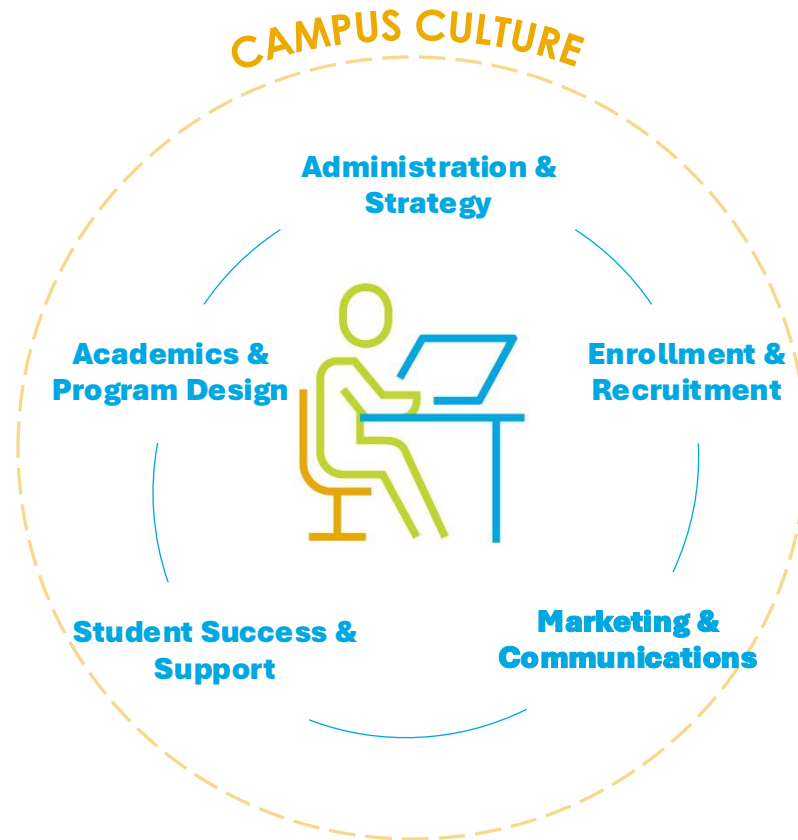 CAMPUS CULTURE
Administration &
Strategy
Academics &
Program Design
Enrollment &
Recruitment
Student Success &
Support
Marketing &
Communications